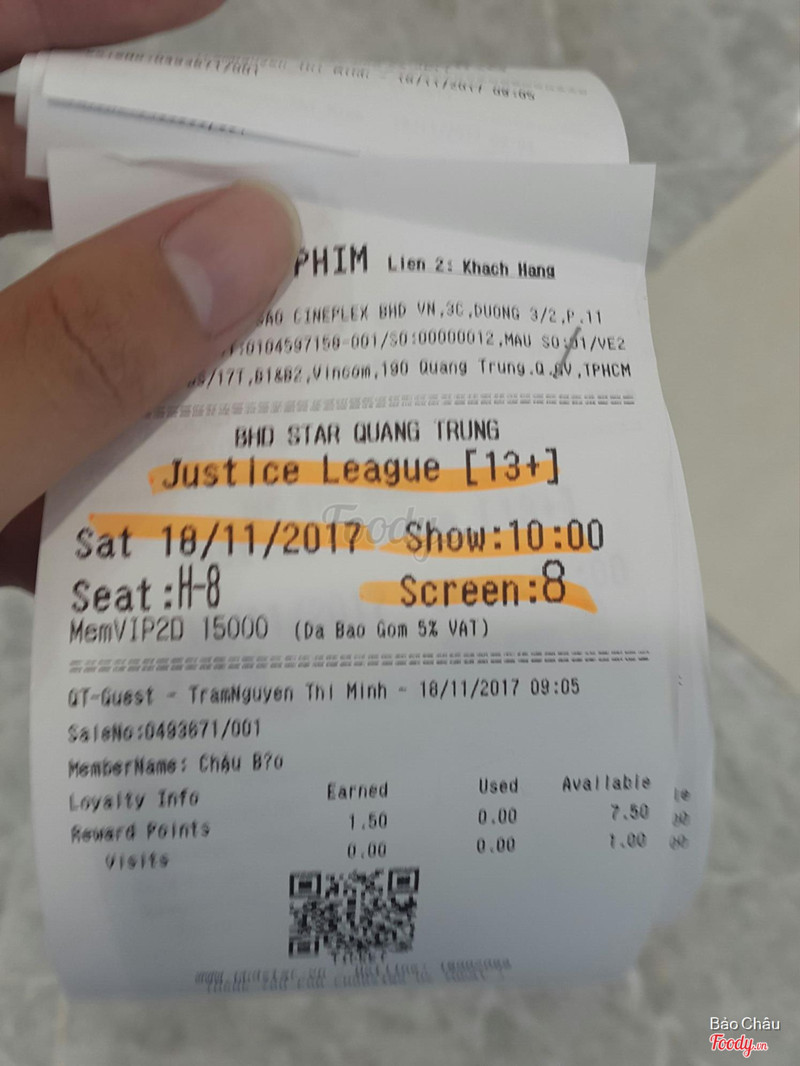 PHIM Lien 2: Khach Hang
CINEPLEX BHD VN,3C,DUONG 3/2,P.11
:0104597158-001/SO:00000012,MAU SO:01/VE2
/17T,B1&B2,Vincom,190 Quang Trung.Q.GV,TPHCM
BHD STAR QUANG TRUNG
Justice League [13+]
Sat 18/11/2017 Show:10:00
Seat:H-8 Screen:8
MemVIP2D 15000 (Da Bao Gom 5% VAT)
QT-Guest - TramNguyen Thi Minh - 18/11/2017 09:05
SaleNo:0493671/001
MemberName: Châu B?o
Loyalty Info Earned Used Available
Reward Points 1.50 0.00 7.50
Visits 0.00 0.00 1.00
Foody
Bảo Châu
Foody.vn